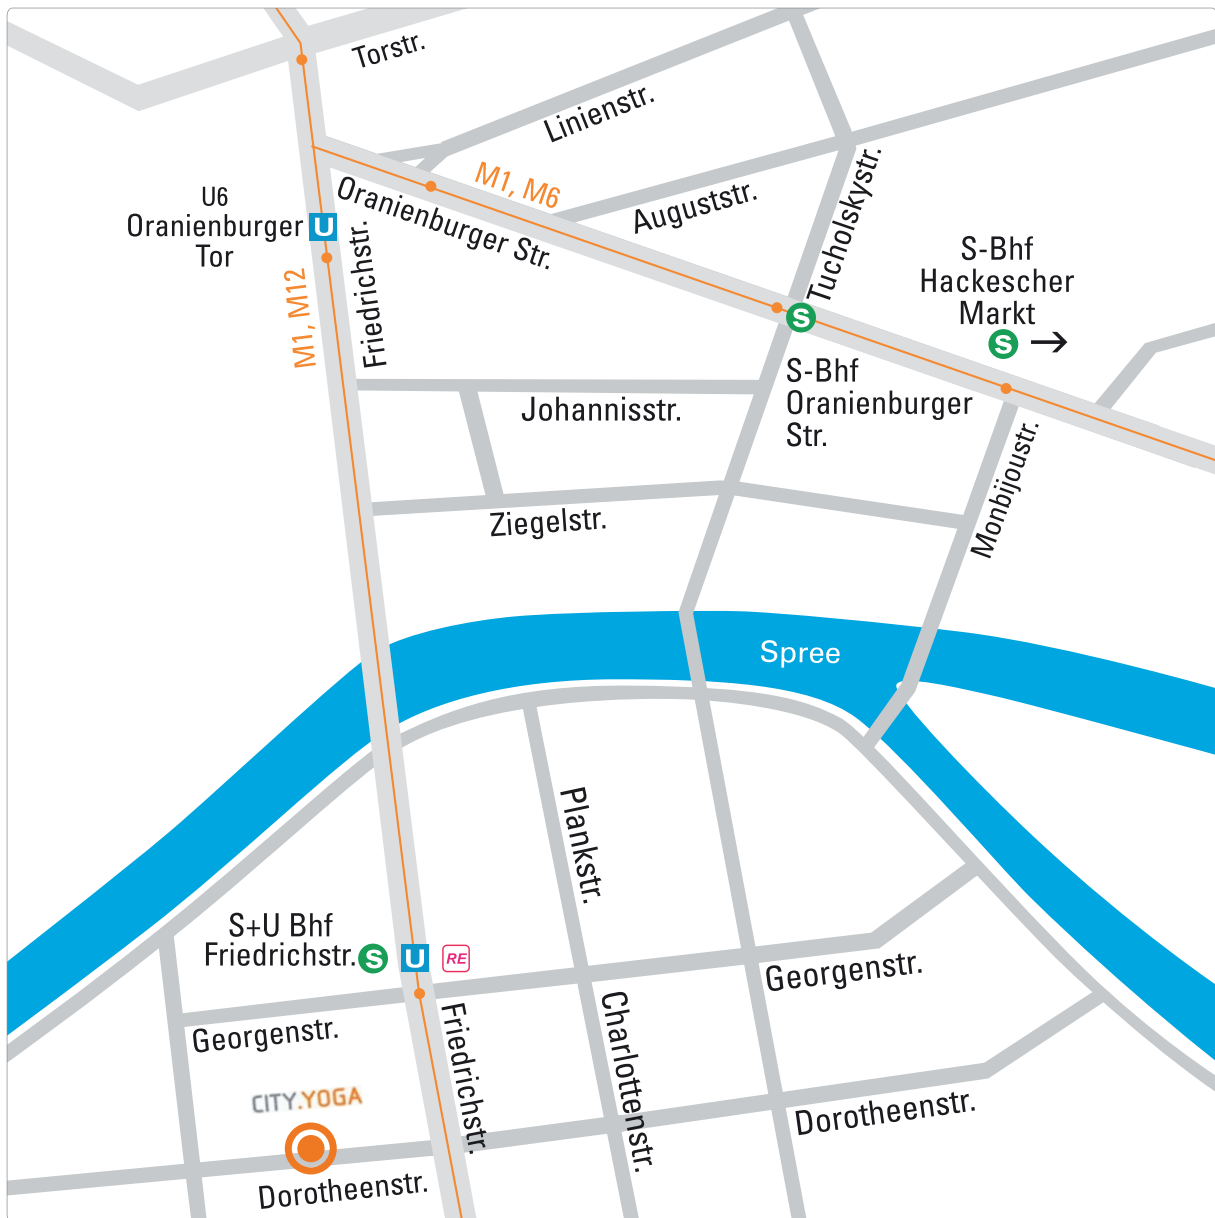 Torstr.
Linienstr.
M1, M6
U6
Oranienburger
Tor
U
Oranienburger Str.
Auguststr.
Tucholskystr.
M1, M12
Friedrichstr.
S-Bhf
Hackescher
Markt
S →
S
S-Bhf
Oranienburger
Str.
Johannisstr.
Monbijoustr.
Ziegelstr.
Spree
Plankstr.
S+U Bhf
Friedrichstr. S U RE
Georgenstr.
Georgenstr.
Charlottenstr.
Friedrichstr.
CITY.YOGA
Dorotheenstr.
Dorotheenstr.